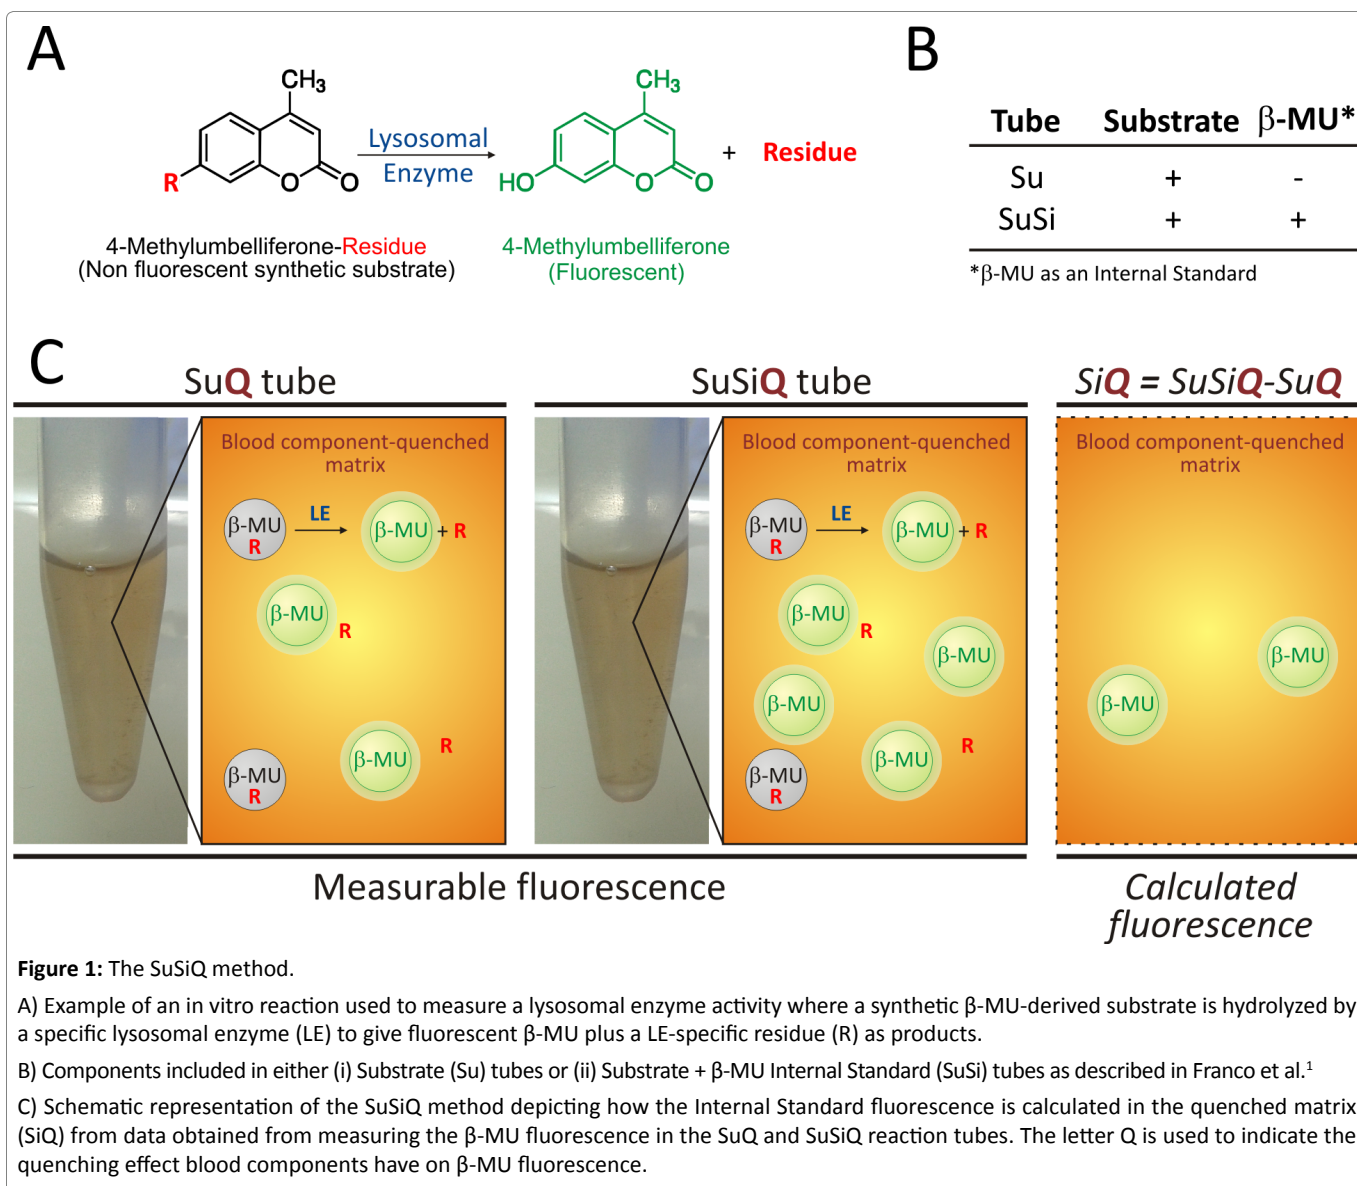 A
CH3
R
O
O
Lysosomal
Enzyme
CH3
HO
O
O
+
Residue
4-Methylumbelliferone-Residue
(Non fluorescent synthetic substrate)
4-Methylumbelliferone
(Fluorescent)
B
Tube Substrate β-MU*
Su + -
SuSi + +
*β-MU as an Internal Standard
C
SuQ tube
Blood component-quenched
matrix
β-MU
R
LE
β-MU
+ R
β-MU
R
β-MU
R
β-MU
R
SuSiQ tube
Blood component-quenched
matrix
β-MU
R
LE
β-MU
+ R
β-MU
R
β-MU
β-MU
β-MU
R
β-MU
R
SiQ = SuSiQ-SuQ
Blood component-quenched
matrix
β-MU
β-MU
Measurable fluorescence
Calculated
fluorescence
Figure 1: The SuSiQ method.
A) Example of an in vitro reaction used to measure a lysosomal enzyme activity where a synthetic β-MU-derived substrate is hydrolyzed by
a specific lysosomal enzyme (LE) to give fluorescent β-MU plus a LE-specific residue (R) as products.
B) Components included in either (i) Substrate (Su) tubes or (ii) Substrate + β-MU Internal Standard (SuSi) tubes as described in Franco et al.1
C) Schematic representation of the SuSiQ method depicting how the Internal Standard fluorescence is calculated in the quenched matrix
(SiQ) from data obtained from measuring the β-MU fluorescence in the SuQ and SuSiQ reaction tubes. The letter Q is used to indicate the
quenching effect blood components have on β-MU fluorescence.